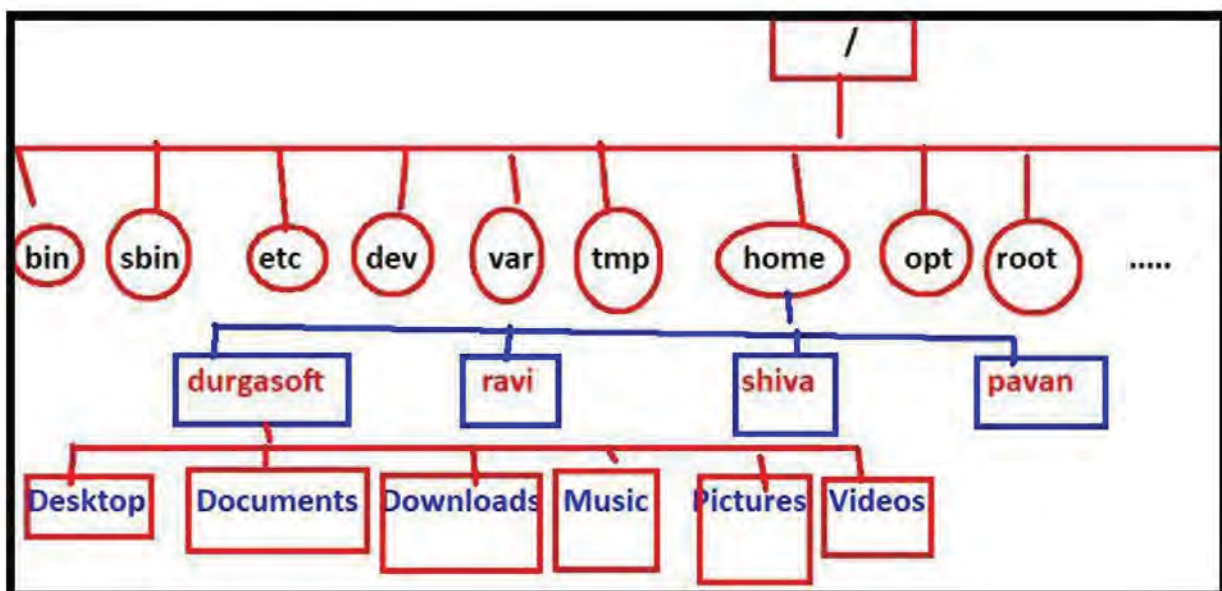 /
bin sbin etc dev var tmp home opt root .....
durgasoft ravi shiva pavan
Desktop Documents Downloads Music Pictures Videos